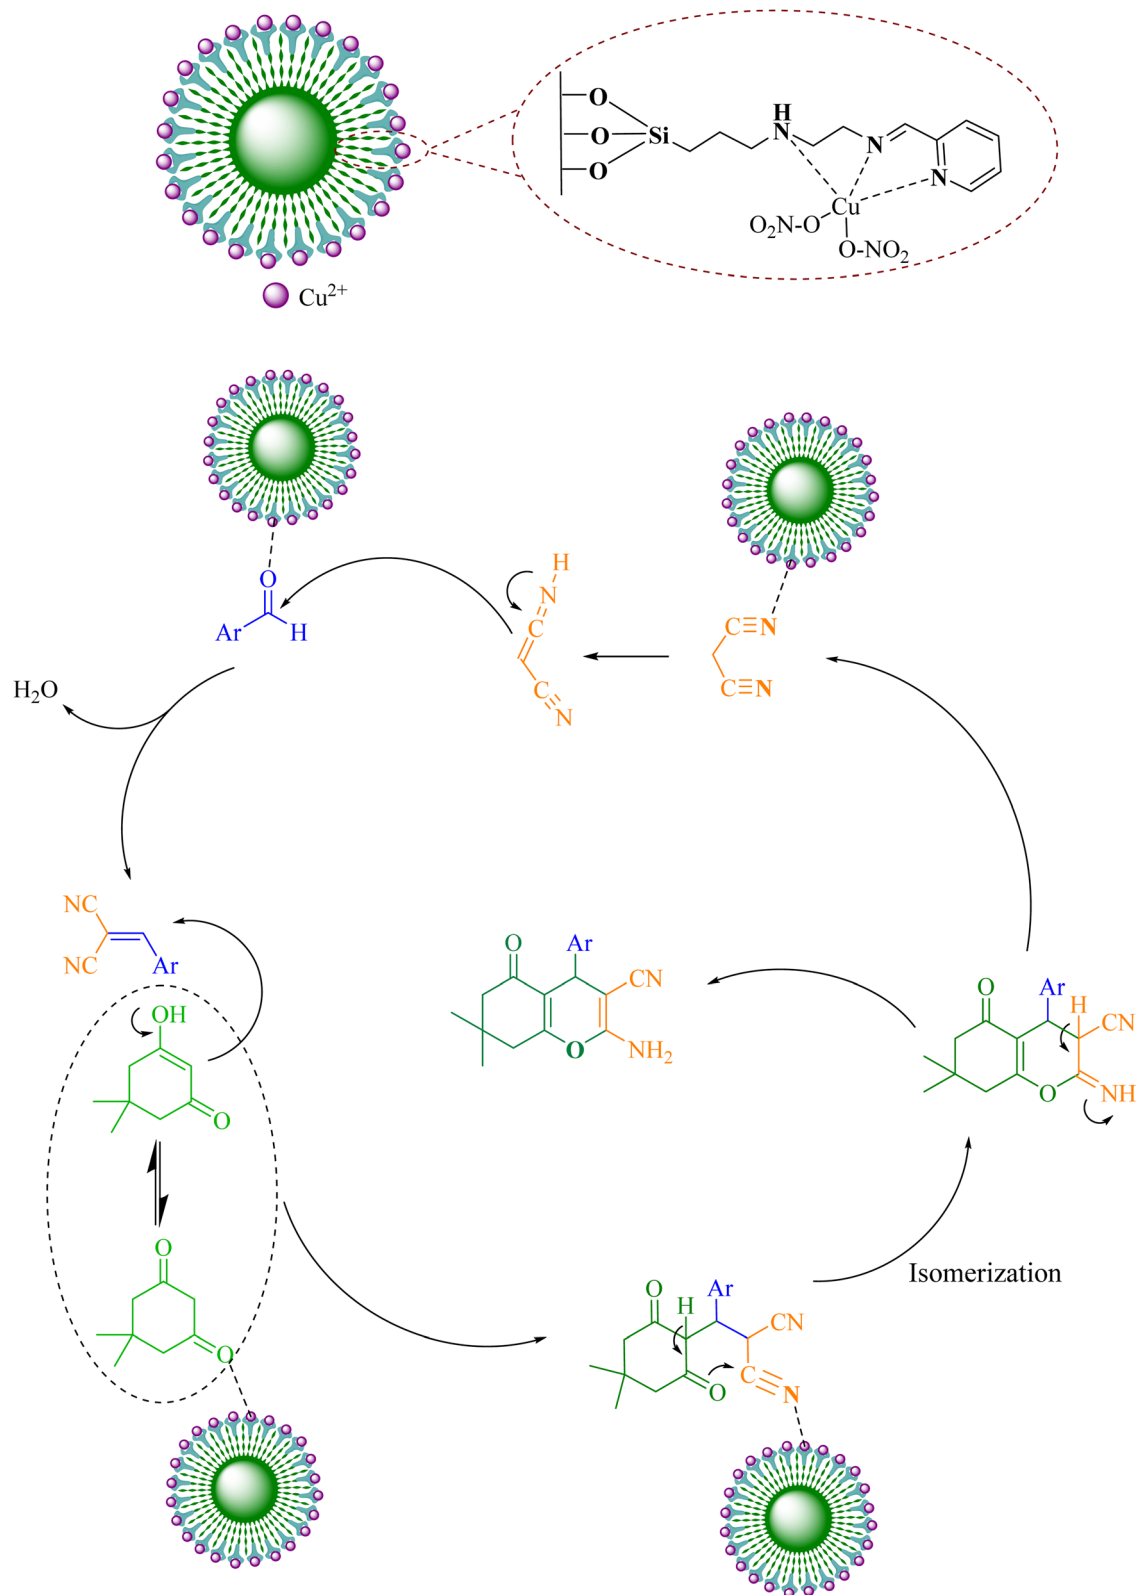 H
O
O
Si
O
N
N
N
Cu
O₂N-O
O-NO₂
Cu²⁺
H
O
N
Ar
H
C
C≡N
C
N
C≡N
H₂O
NC
NC
Ar
O
Ar
CN
O
NH₂
O
Ar
H
CN
O
NH
OH
O
O
O
Isomerization
O
H
Ar
CN
C
O
N